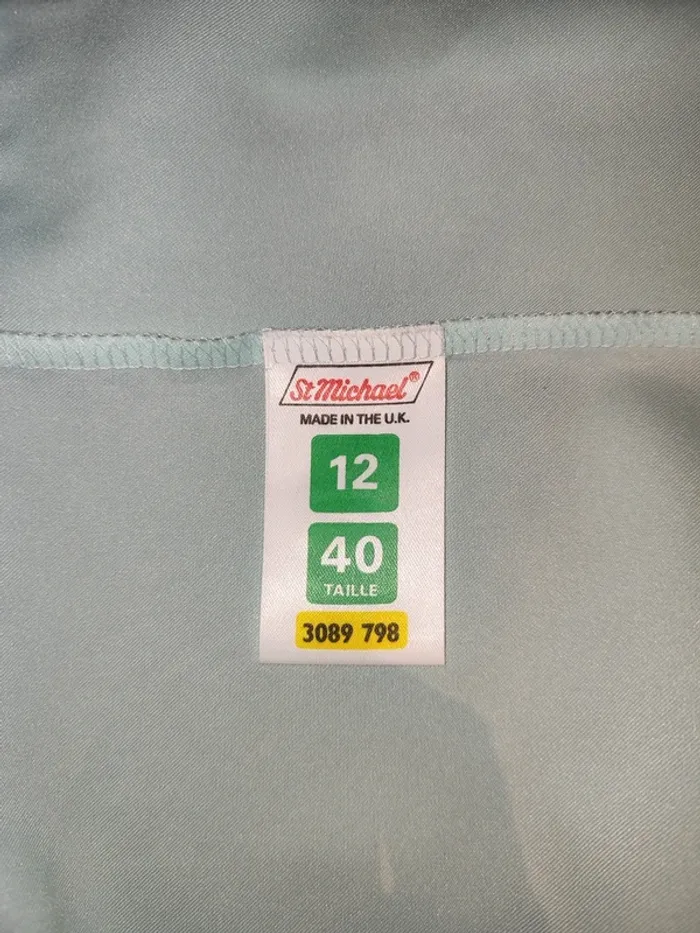 St Michael®
MADE IN THE U.K.
12
40
TAILLE
3089 798